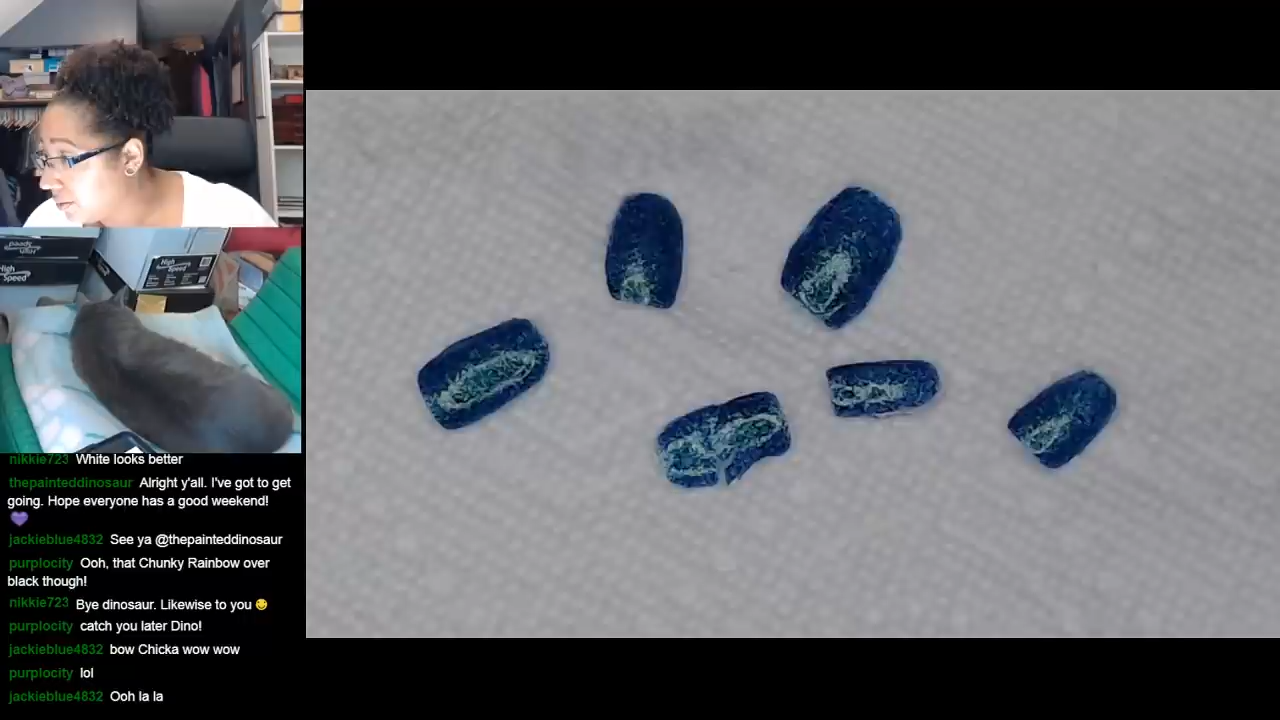 High
Speed
High
Speed
nikkie723 White looks better
thepainteddinosaur Alright y'all. I've got to get
going. Hope everyone has a good weekend!
jackieblue4832 See ya @thepainteddinosaur
purplocity Ooh, that Chunky Rainbow over
black though!
nikkie723 Bye dinosaur. Likewise to you
purplocity catch you later Dino!
jackieblue4832 bow Chicka wow wow
purplocity lol
jackieblue4832 Ooh la la